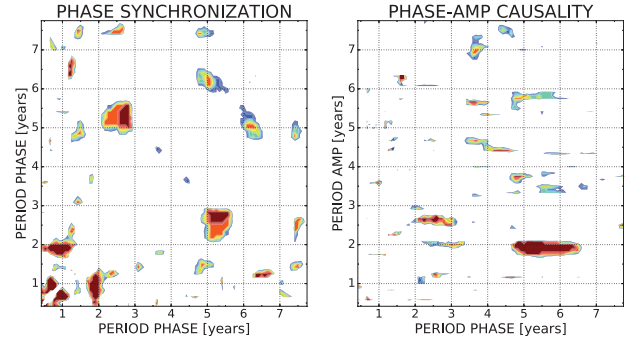 PHASE SYNCHRONIZATION
PERIOD PHASE [years]
7
6
5
4
3
2
1
1 2 3 4 5 6 7
PERIOD PHASE [years]
PHASE-AMP CAUSALITY
PERIOD AMP [years]
7
6
5
4
3
2
1
1 2 3 4 5 6 7
PERIOD PHASE [years]